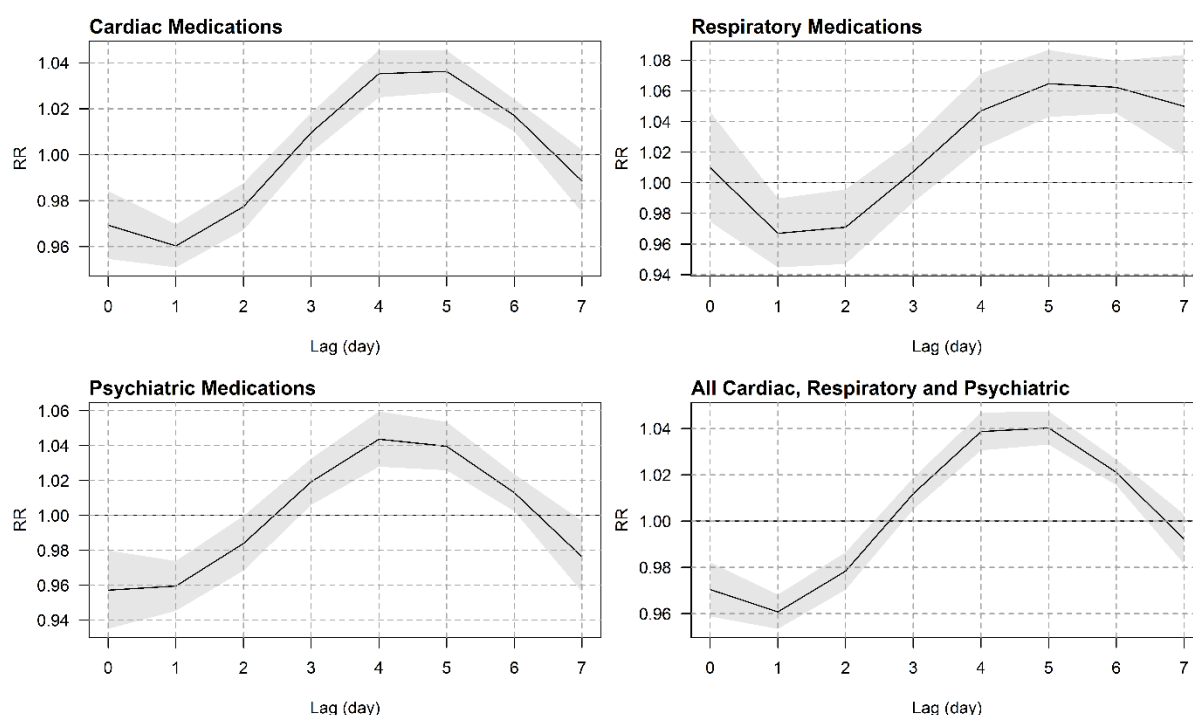 Cardiac Medications
RR
1.04
1.02
1.00
0.98
0.96
0 1 2 3 4 5 6 7
Lag (day)
Respiratory Medications
RR
1.08
1.06
1.04
1.02
1.00
0.98
0.96
0.94
0 1 2 3 4 5 6 7
Lag (day)
Psychiatric Medications
RR
1.06
1.04
1.02
1.00
0.98
0.96
0.94
0 1 2 3 4 5 6 7
Lag (day)
All Cardiac, Respiratory and Psychiatric
RR
1.04
1.02
1.00
0.98
0.96
0 1 2 3 4 5 6 7
Lag (day)